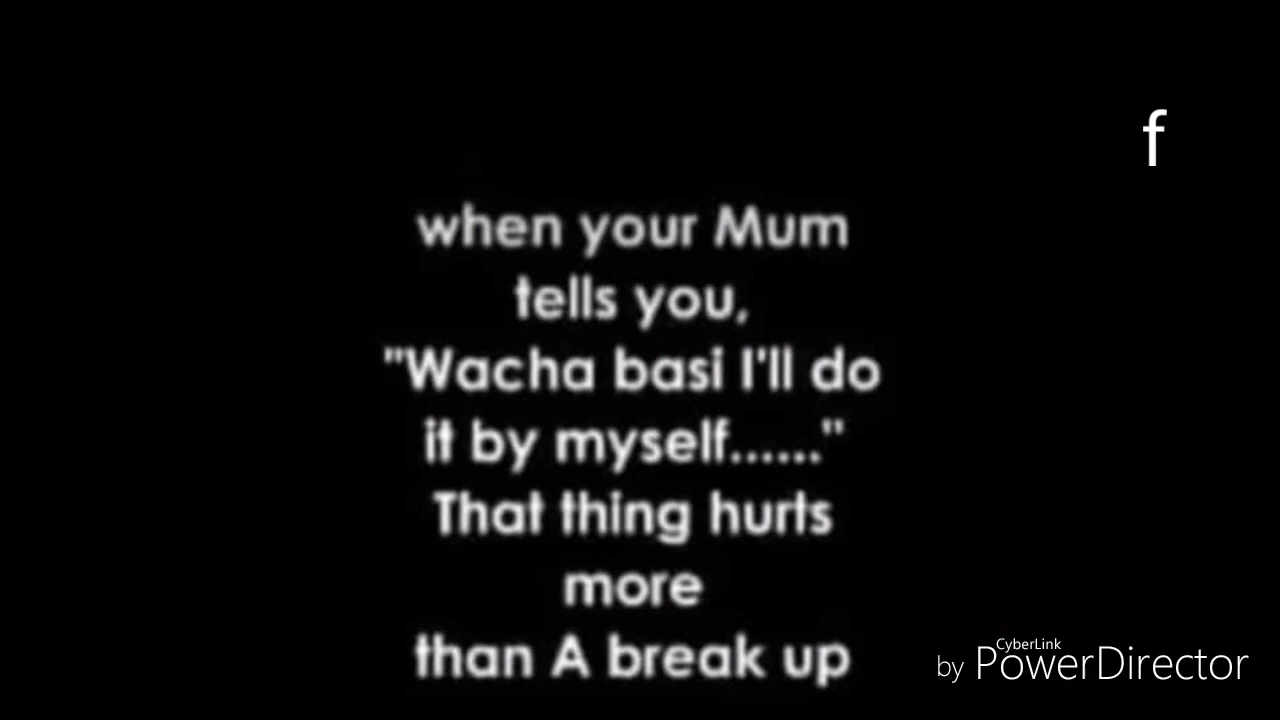 f
when your Mum
tells you,
"Wacha basi I'll do
it by myself......"
That thing hurts
more
than A break up
CyberLink
by PowerDirector